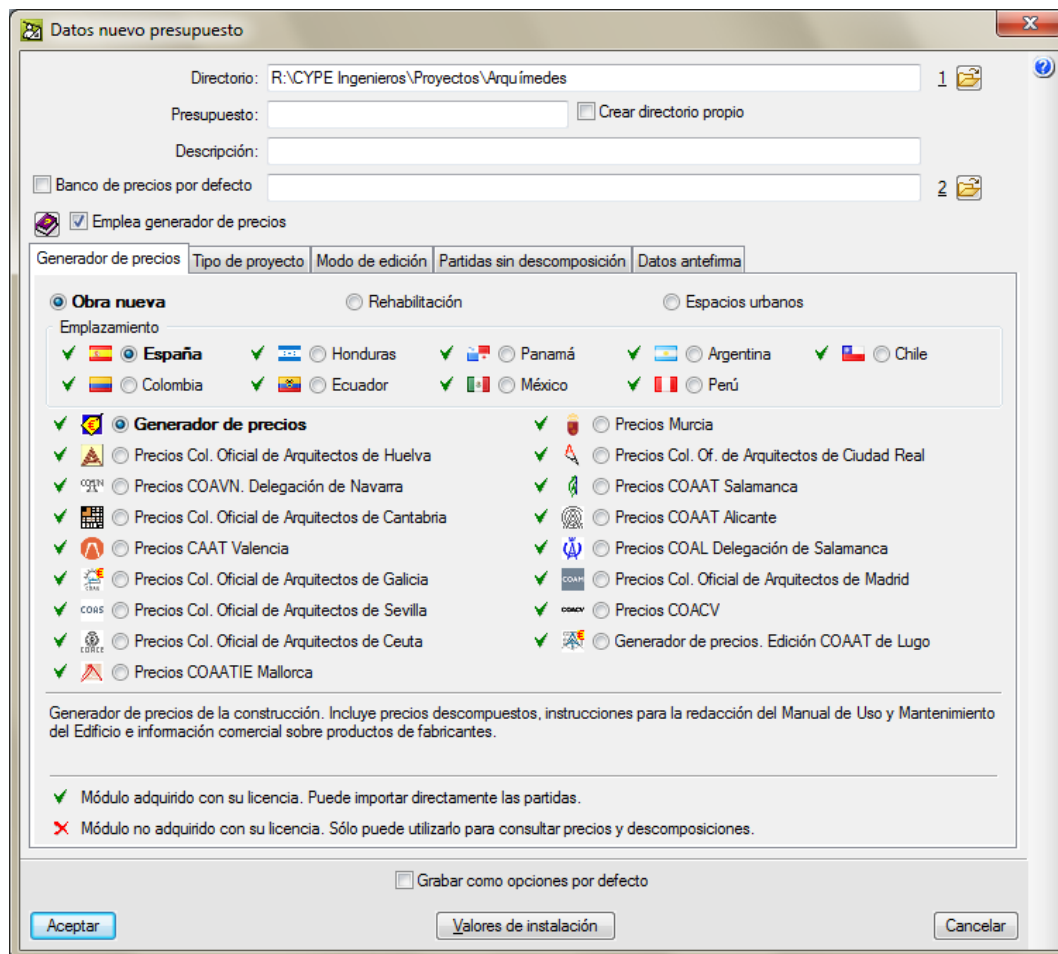 Datos nuevo presupuesto
Directorio: R:\CYPE Ingenieros\Proyectos\Arquímedes 1
Presupuesto: Crear directorio propio
Descripción:
Banco de precios por defecto 2
Emplea generador de precios
Generador de precios Tipo de proyecto Modo de edición Partidas sin descomposición Datos antefirma
Obra nueva Rehabilitación Espacios urbanos
Emplazamiento
España Honduras Panamá Argentina Chile
Colombia Ecuador México Perú
Generador de precios Precios Murcia
Precios Col. Oficial de Arquitectos de Huelva Precios Col. Of. de Arquitectos de Ciudad Real
Precios COAVN. Delegación de Navarra Precios COAAT Salamanca
Precios Col. Oficial de Arquitectos de Cantabria Precios COAAT Alicante
Precios CAAT Valencia Precios COAL Delegación de Salamanca
Precios Col. Oficial de Arquitectos de Galicia COAM Precios Col. Oficial de Arquitectos de Madrid
COAS Precios Col. Oficial de Arquitectos de Sevilla COACV Precios COACV
Precios Col. Oficial de Arquitectos de Ceuta Generador de precios. Edición COAAT de Lugo
Precios COAATIE Mallorca
Generador de precios de la construcción. Incluye precios descompuestos, instrucciones para la redacción del Manual de Uso y Mantenimiento
del Edificio e información comercial sobre productos de fabricantes.
Módulo adquirido con su licencia. Puede importar directamente las partidas.
Módulo no adquirido con su licencia. Sólo puede utilizarlo para consultar precios y descomposiciones.
Grabar como opciones por defecto
Aceptar Valores de instalación Cancelar